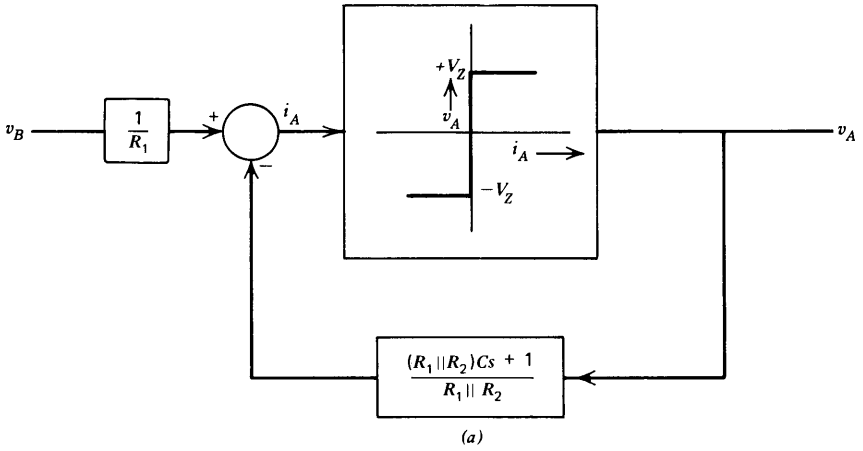 +V_Z
v_A
i_A
−V_Z
v_B
1
R_1
+
i_A
−
v_A
(R_1||R_2)Cs + 1
R_1 || R_2
(a)